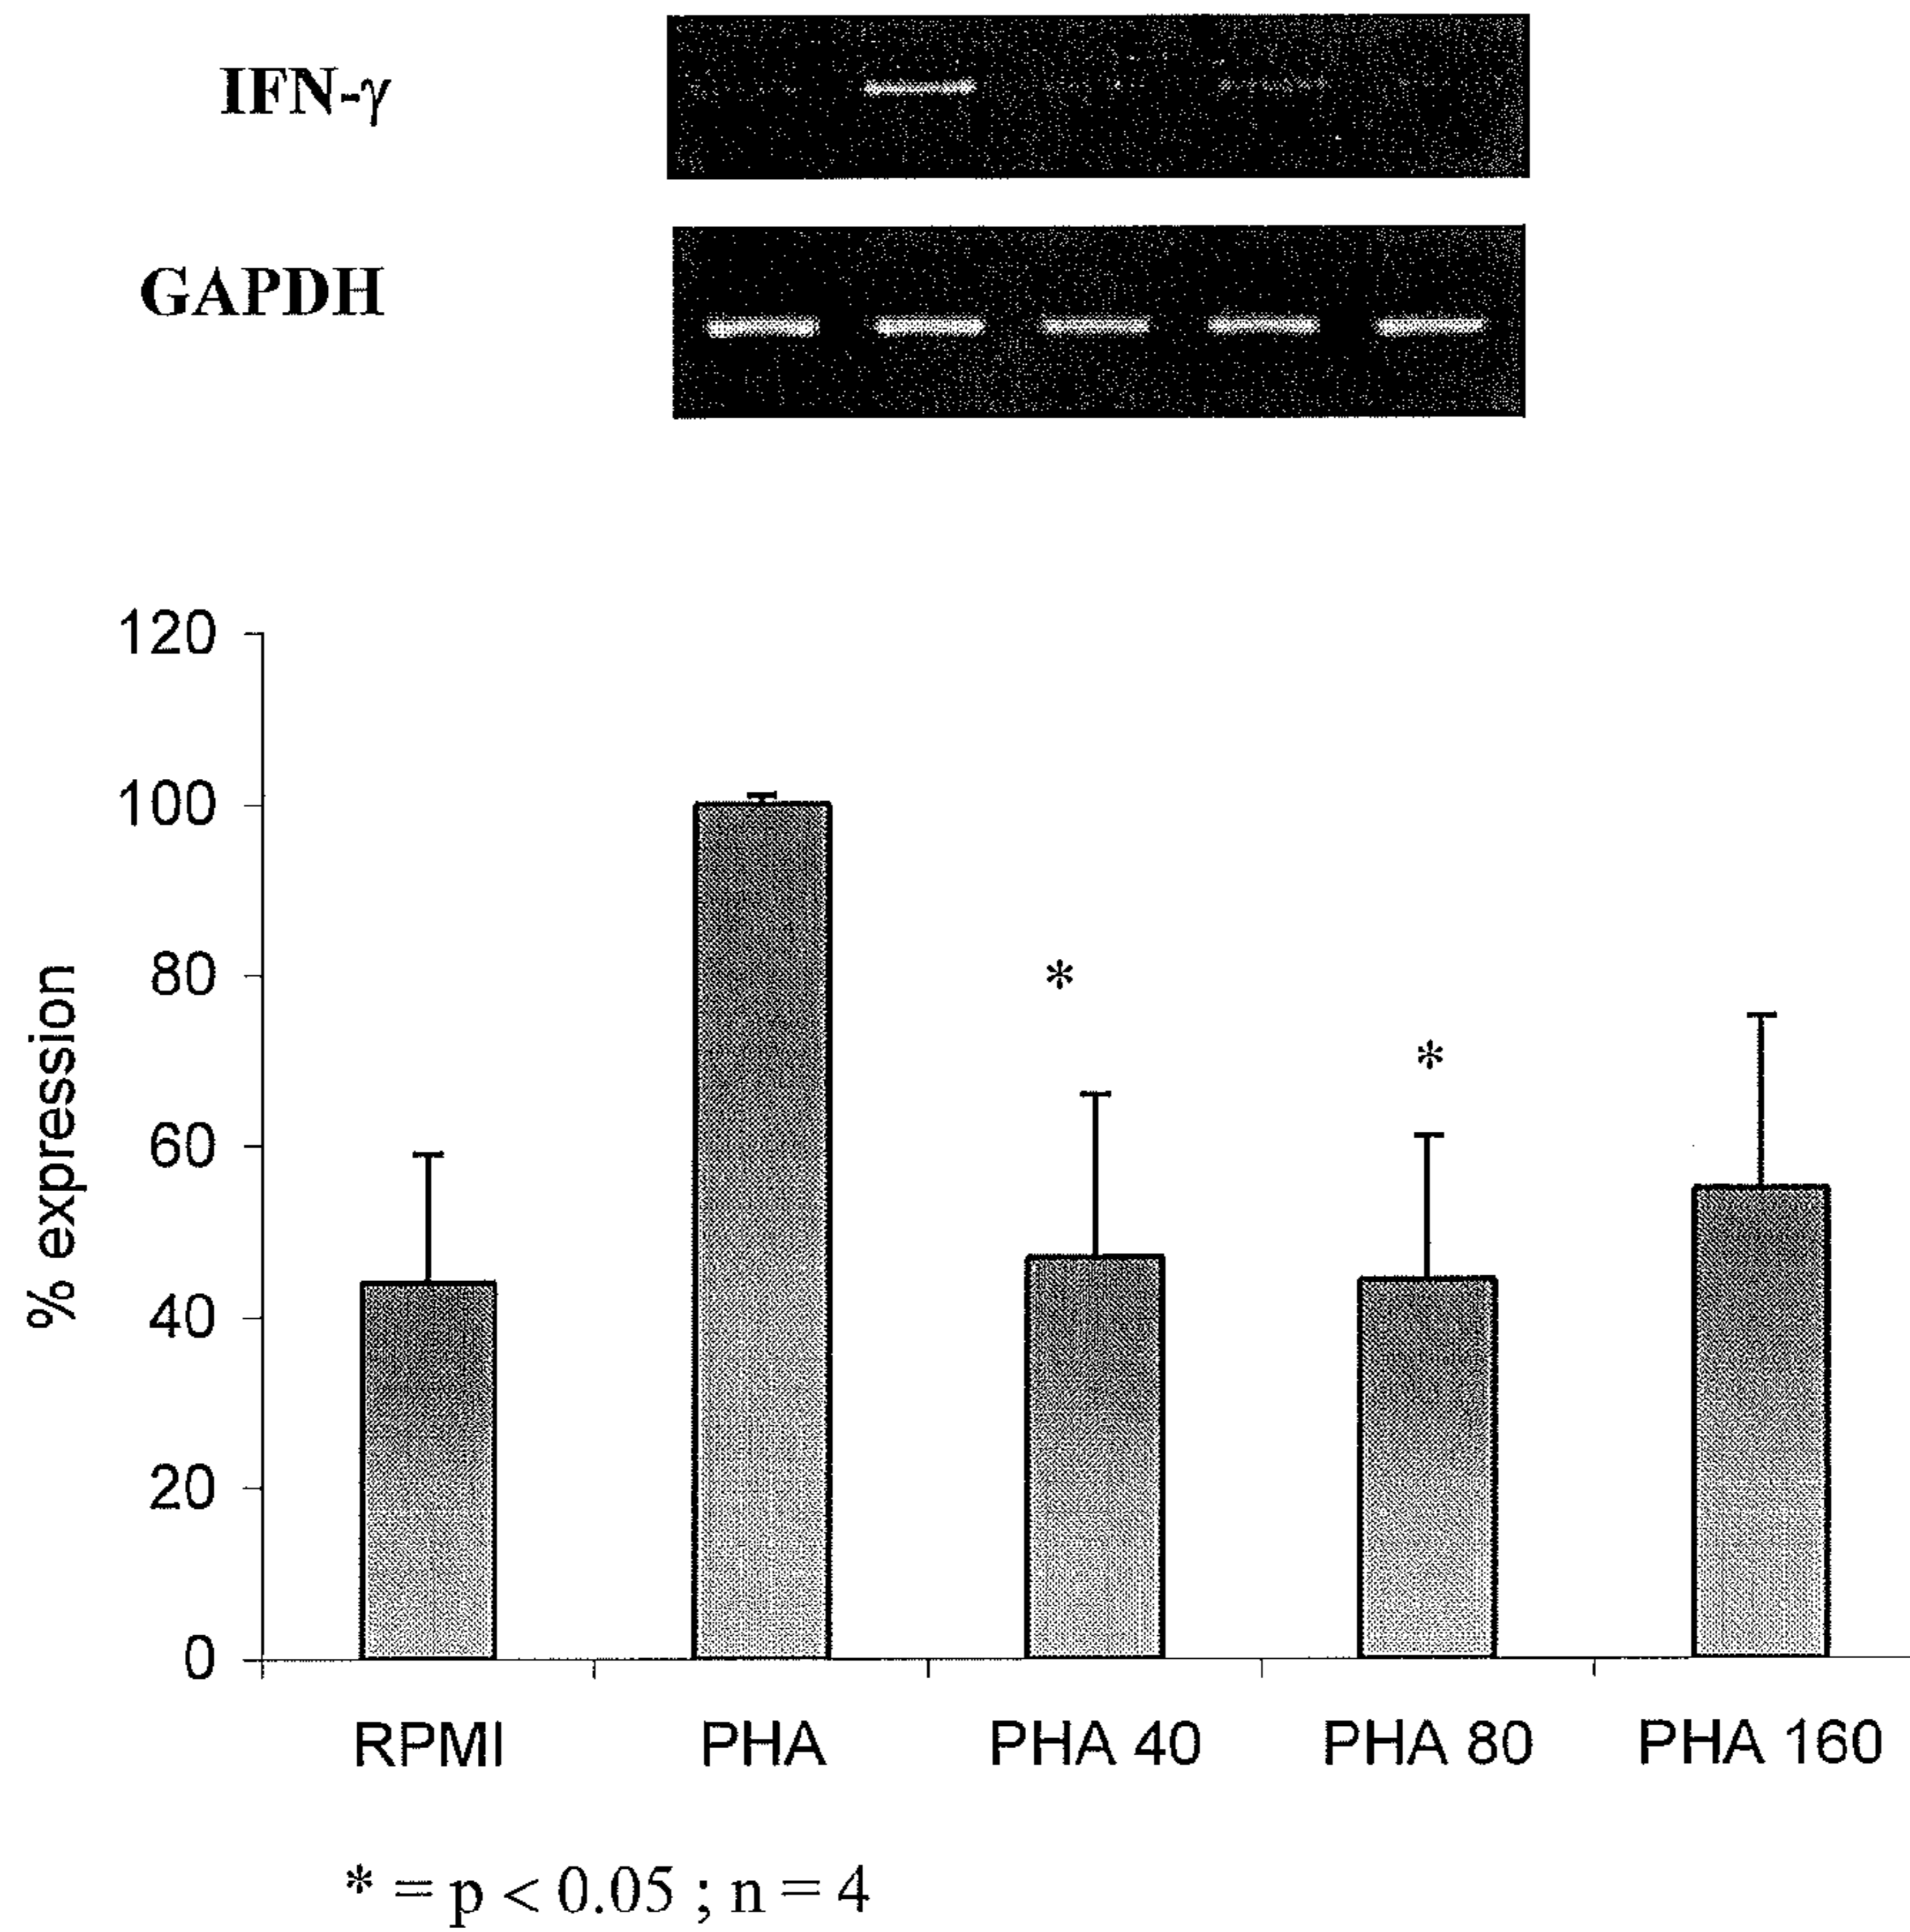 IFN-γ
GAPDH
120
100
80
60
40
20
0
% expression
*
*
RPMI PHA PHA 40 PHA 80 PHA 160
* = p < 0.05 ; n = 4